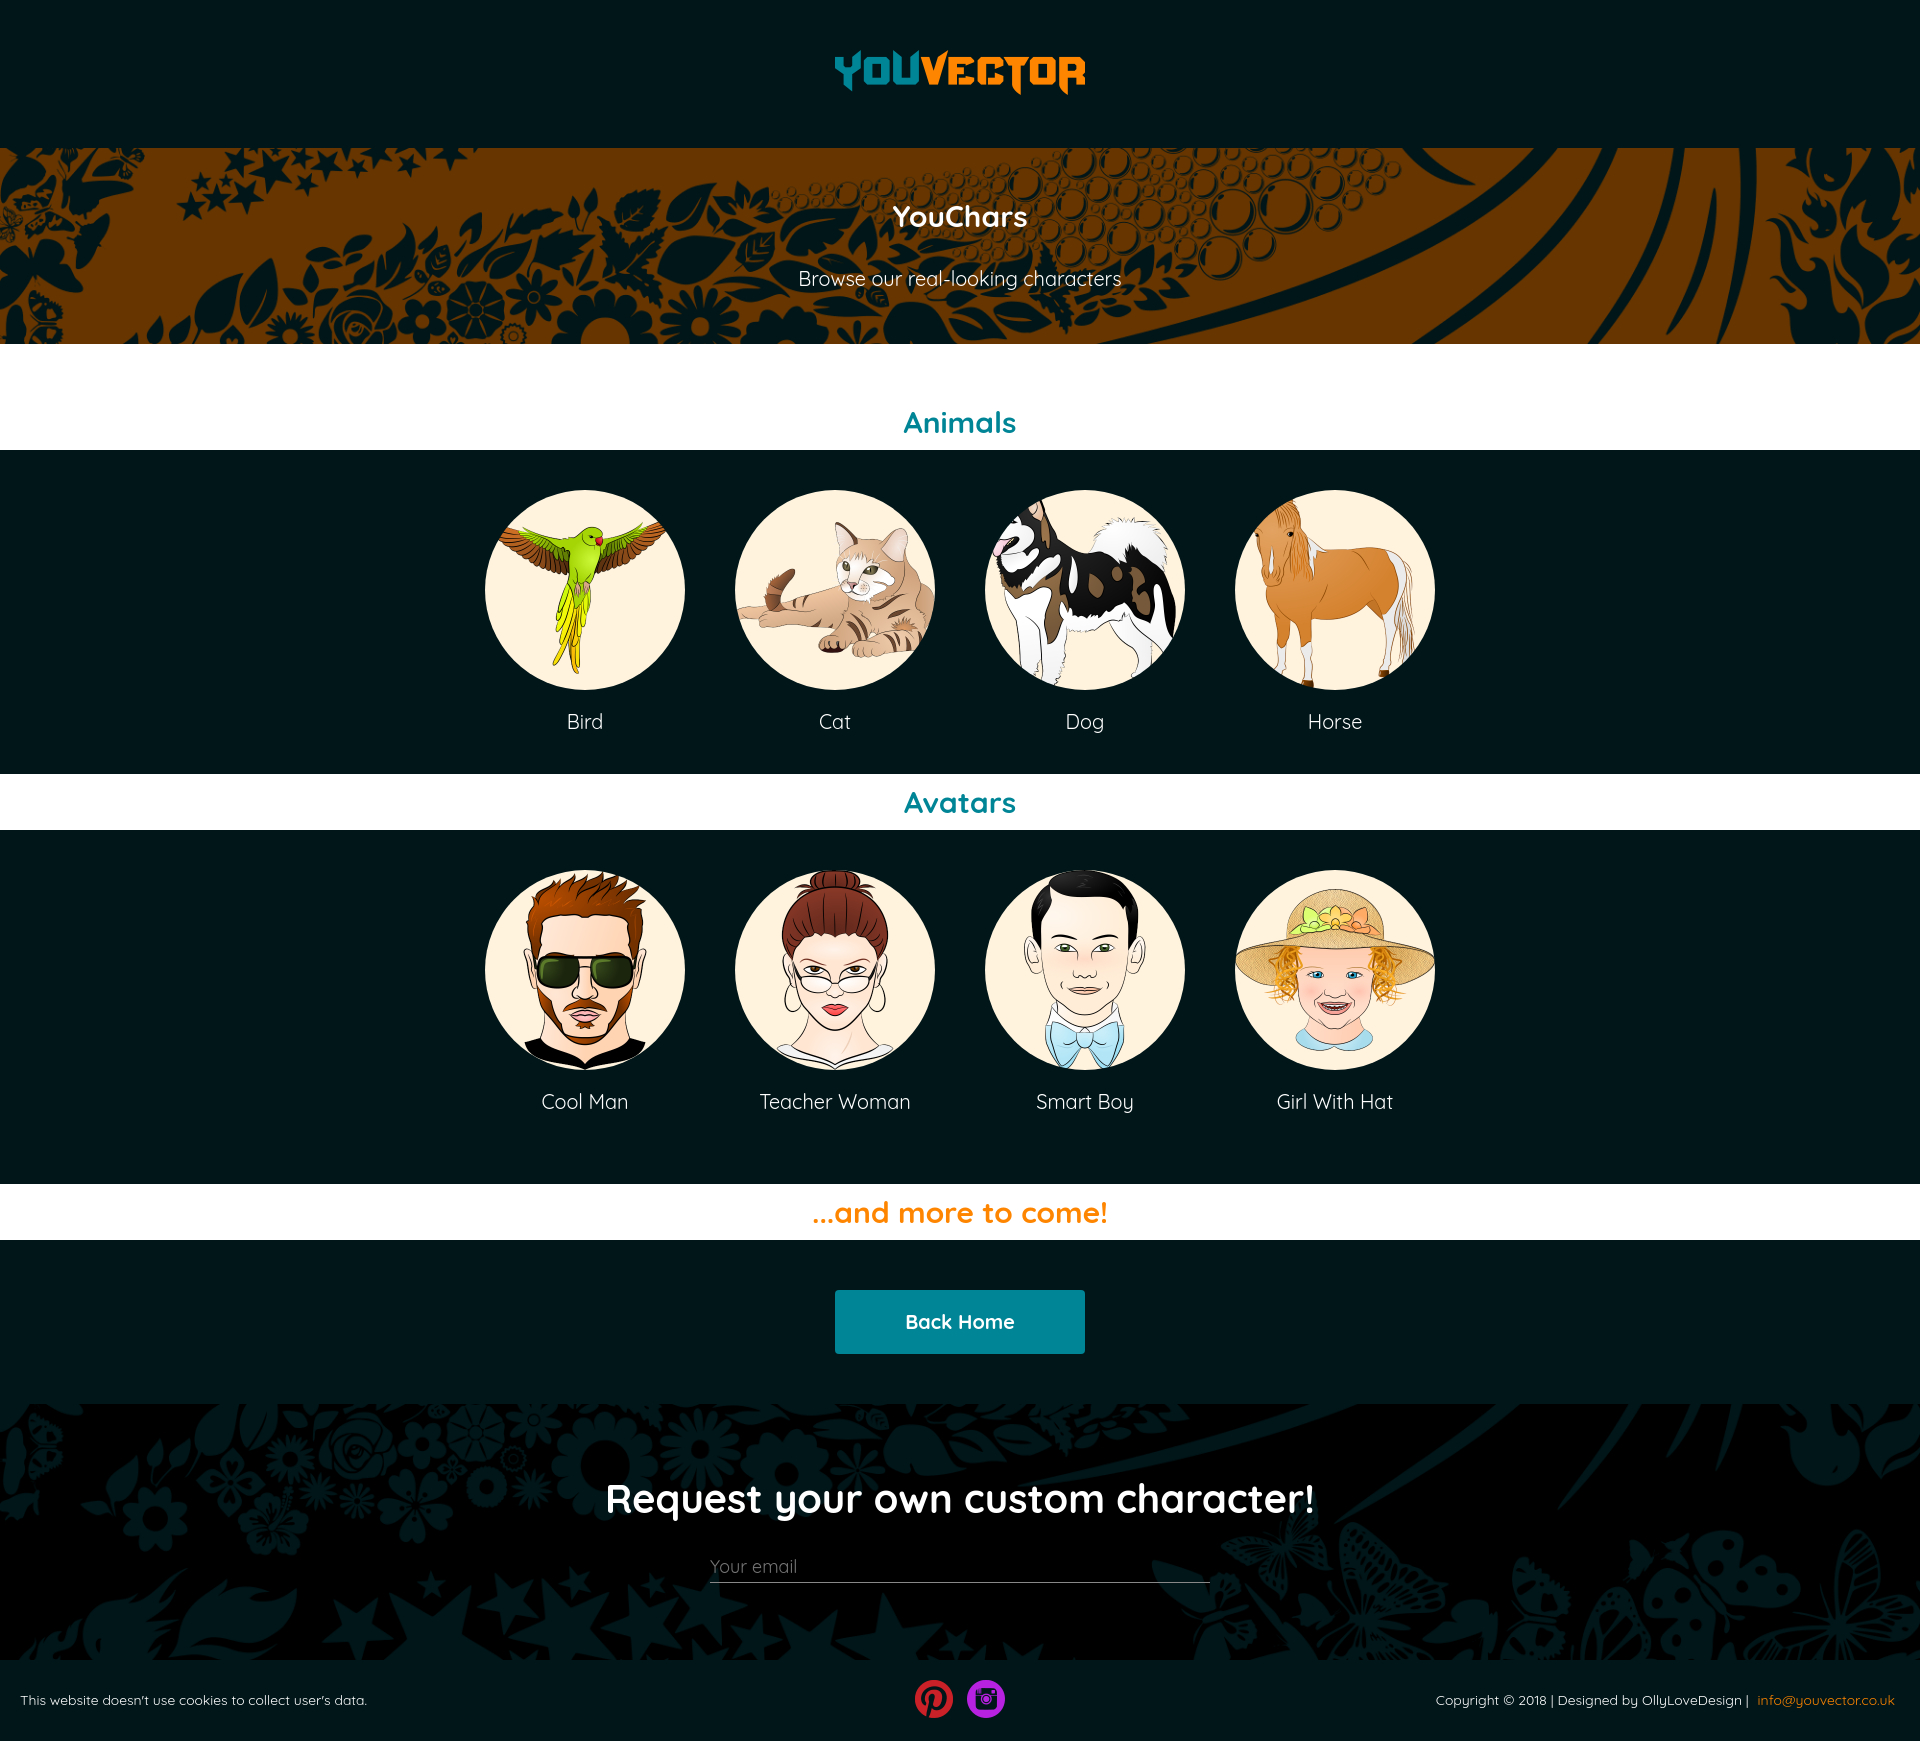 YOUVECTOR
YouChars
Browse our real-looking characters
Animals
Bird
Cat
Dog
Horse
Avatars
Cool Man
Teacher Woman
Smart Boy
Girl With Hat
...and more to come!
Back Home
Request your own custom character!
Your email
This website doesn't use cookies to collect user's data.
Copyright © 2018 | Designed by OllyLoveDesign | info@youvector.co.uk